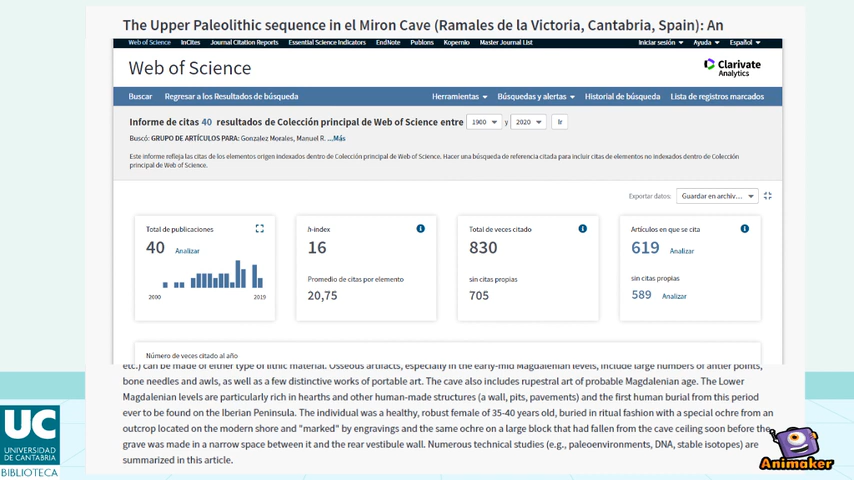 The Upper Paleolithic sequence in el Miron Cave (Ramales de la Victoria, Cantabria, Spain): An
Web of Science InCites Journal Citation Reports Essential Science Indicators EndNote Publons Kopernio Master Journal List Iniciar sesión Ayuda Español
Web of Science
Clarivate
Analytics
Buscar Regresar a los Resultados de búsqueda Herramientas Búsquedas y alertas Historial de búsqueda Lista de registros marcados
Informe de citas 40 resultados de Colección principal de Web of Science entre 1900 y 2020 Ir
Buscó: GRUPO DE ARTÍCULOS PARA: Gonzalez Morales, Manuel R. ...Más
Este informe refleja las citas de los elementos origen indexados dentro de Colección principal de Web of Science. Hacer una búsqueda de referencia citada para incluir citas de elementos no indexados dentro de Colección
principal de Web of Science.
Exportar datos: Guardar en archiv...
Total de publicaciones
40 Analizar
2000 2019
h-index
16
Promedio de citas por elemento
20,75
Total de veces citado
830
sin citas propias
705
Artículos en que se cita
619 Analizar
sin citas propias
589 Analizar
Número de veces citado al año
etc.) can be made of either type of lithic material. Osseous artifacts, especially in the early-mid Magdalenian levels, include large numbers of antler points,
bone needles and awls, as well as a few distinctive works of portable art. The cave also includes rupestral art of probable Magdalenian age. The Lower
Magdalenian levels are particularly rich in hearths and other human-made structures (a wall, pits, pavements) and the first human burial from this period
ever to be found on the Iberian Peninsula. The individual was a healthy, robust female of 35-40 years old, buried in ritual fashion with a special ochre from an
outcrop located on the modern shore and "marked" by engravings and the same ochre on a large block that had fallen from the cave ceiling soon before the
grave was made in a narrow space between it and the rear vestibule wall. Numerous technical studies (e.g., paleoenvironments, DNA, stable isotopes) are
summarized in this article.
UC
UNIVERSIDAD
DE CANTABRIA
BIBLIOTECA
Animaker